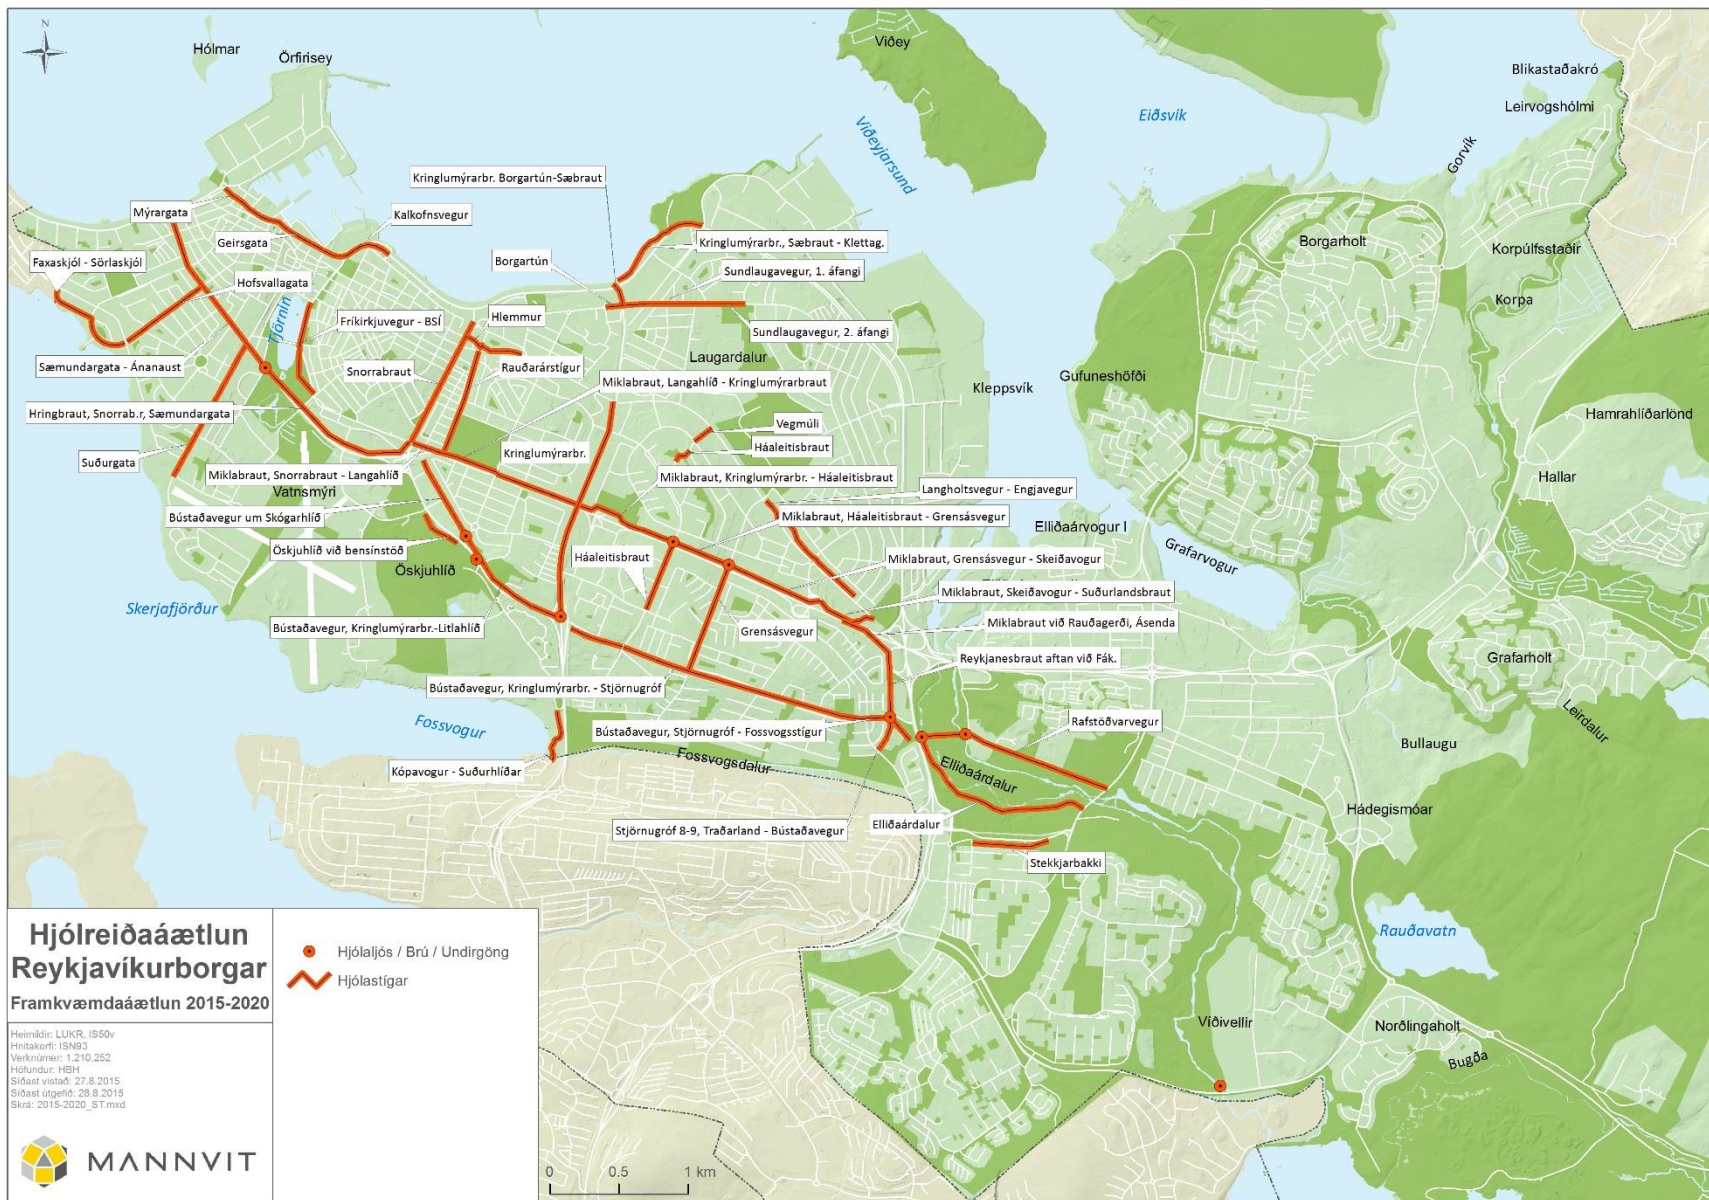 N
Hólmar
Örfirisey
Viðey
Blikastaðakró
Leirvogshólmi
Eiðsvík
Viðeyjarsund
Gorvík
Kringlumýrarbr. Borgartún-Sæbraut
Mýrargata
Kalkofnsvegur
Geirsgata
Kringlumýrarbr., Sæbraut - Klettag.
Borgarholt
Korpúlfsstaðir
Faxaskjól - Sörlaskjól
Borgartún
Sundlaugavegur, 1. áfangi
Hofsvallagata
Korpa
Tjörnin
Hlemmur
Fríkirkjuvegur - BSÍ
Sundlaugavegur, 2. áfangi
Laugardalur
Sæmundargata - Ánanaust
Snorrabraut
Rauðarárstígur
Miklabraut, Langahlíð - Kringlumýrarbraut
Kleppsvík
Gufuneshöfði
Hringbraut, Snorrab.r, Sæmundargata
Vegmúli
Hamrahlíðarlönd
Háaleitisbraut
Kringlumýrarbr.
Suðurgata
Miklabraut, Snorrabraut - Langahlíð
Miklabraut, Kringlumýrarbr. - Háaleitisbraut
Hallar
Vatnsmýri
Langholtsvegur - Engjavegur
Bústaðavegur um Skógarhlíð
Miklabraut, Háaleitisbraut - Grensásvegur
Elliðaárvogur I
Grafarvogur
Öskjuhlíð við bensínstöð
Háaleitisbraut
Miklabraut, Grensásvegur - Skeiðavogur
Öskjuhlíð
Miklabraut, Skeiðavogur - Suðurlandsbraut
Skerjafjörður
Bústaðavegur, Kringlumýrarbr.-Litlahlíð
Grensásvegur
Miklabraut við Rauðagerði, Ásenda
Reykjanesbraut aftan við Fák.
Grafarholt
Bústaðavegur, Kringlumýrarbr. - Stjörnugróf
Leirdalur
Fossvogur
Bústaðavegur, Stjörnugróf - Fossvogsstígur
Rafstöðvarvegur
Bullaugu
Fossvogsdalur
Kópavogur - Suðurhlíðar
Elliðaárdalur
Hádegismóar
Stjörnugróf 8-9, Traðarland - Bústaðavegur
Elliðaárdalur
Stekkjarbakki
Rauðavatn
Víðivellir
Norðlingaholt
Bugða
Hjólreiðaáætlun
Reykjavíkurborgar
Framkvæmdaáætlun 2015-2020
Hjólaljós / Brú / Undirgöng
Hjólastígar
Heimildir: LUKR, IS50v
Hnitakerfi: ISN93
Verknúmer: 1.210.252
Höfundur: HBH
Síðast vistað: 27.8.2015
Síðast útgefið: 28.8.2015
Skrá: 2015-2020_ST.mxd
MANNVIT
0 0.5 1 km